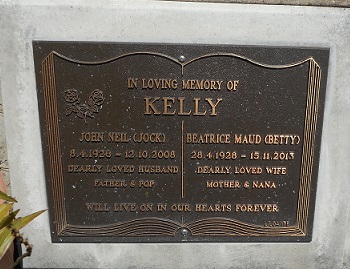 IN LOVING MEMORY OF
KELLY
JOHN NEIL (JOCK)
8.4.1928 – 12.10.2008
DEARLY LOVED HUSBAND
FATHER & POP
BEATRICE MAUD (BETTY)
28.4.1928 – 15.11.2013
DEARLY LOVED WIFE
MOTHER & NANA
WILL LIVE ON IN OUR HEARTS FOREVER